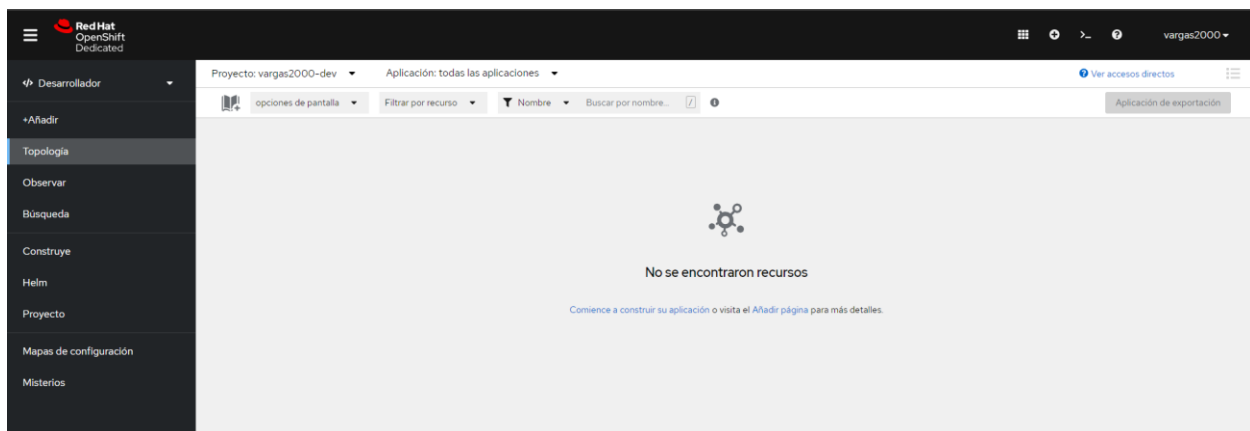 Red Hat
OpenShift
Dedicated
vargas2000
Desarrollador
Proyecto: vargas2000-dev
Aplicación: todas las aplicaciones
Ver accesos directos
opciones de pantalla
Filtrar por recurso
Nombre
Buscar por nombre...
/
Aplicación de exportación
+Añadir
Topología
Observar
Búsqueda
Construye
Helm
Proyecto
Mapas de configuración
Misterios
No se encontraron recursos
Comience a construir su aplicación o visita el Añadir página para más detalles.